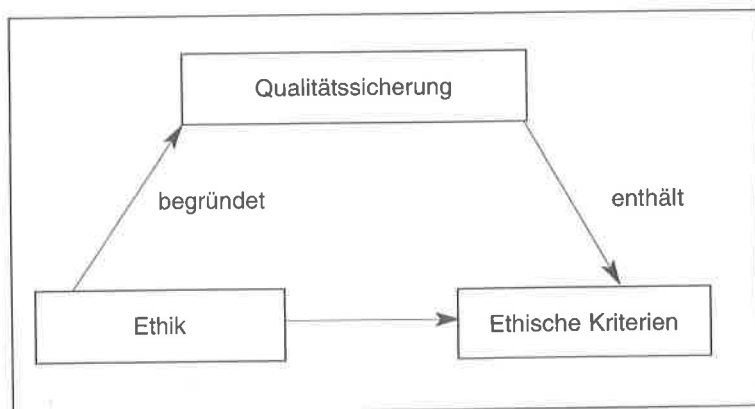 Qualitätssicherung
begründet
enthält
Ethik
Ethische Kriterien